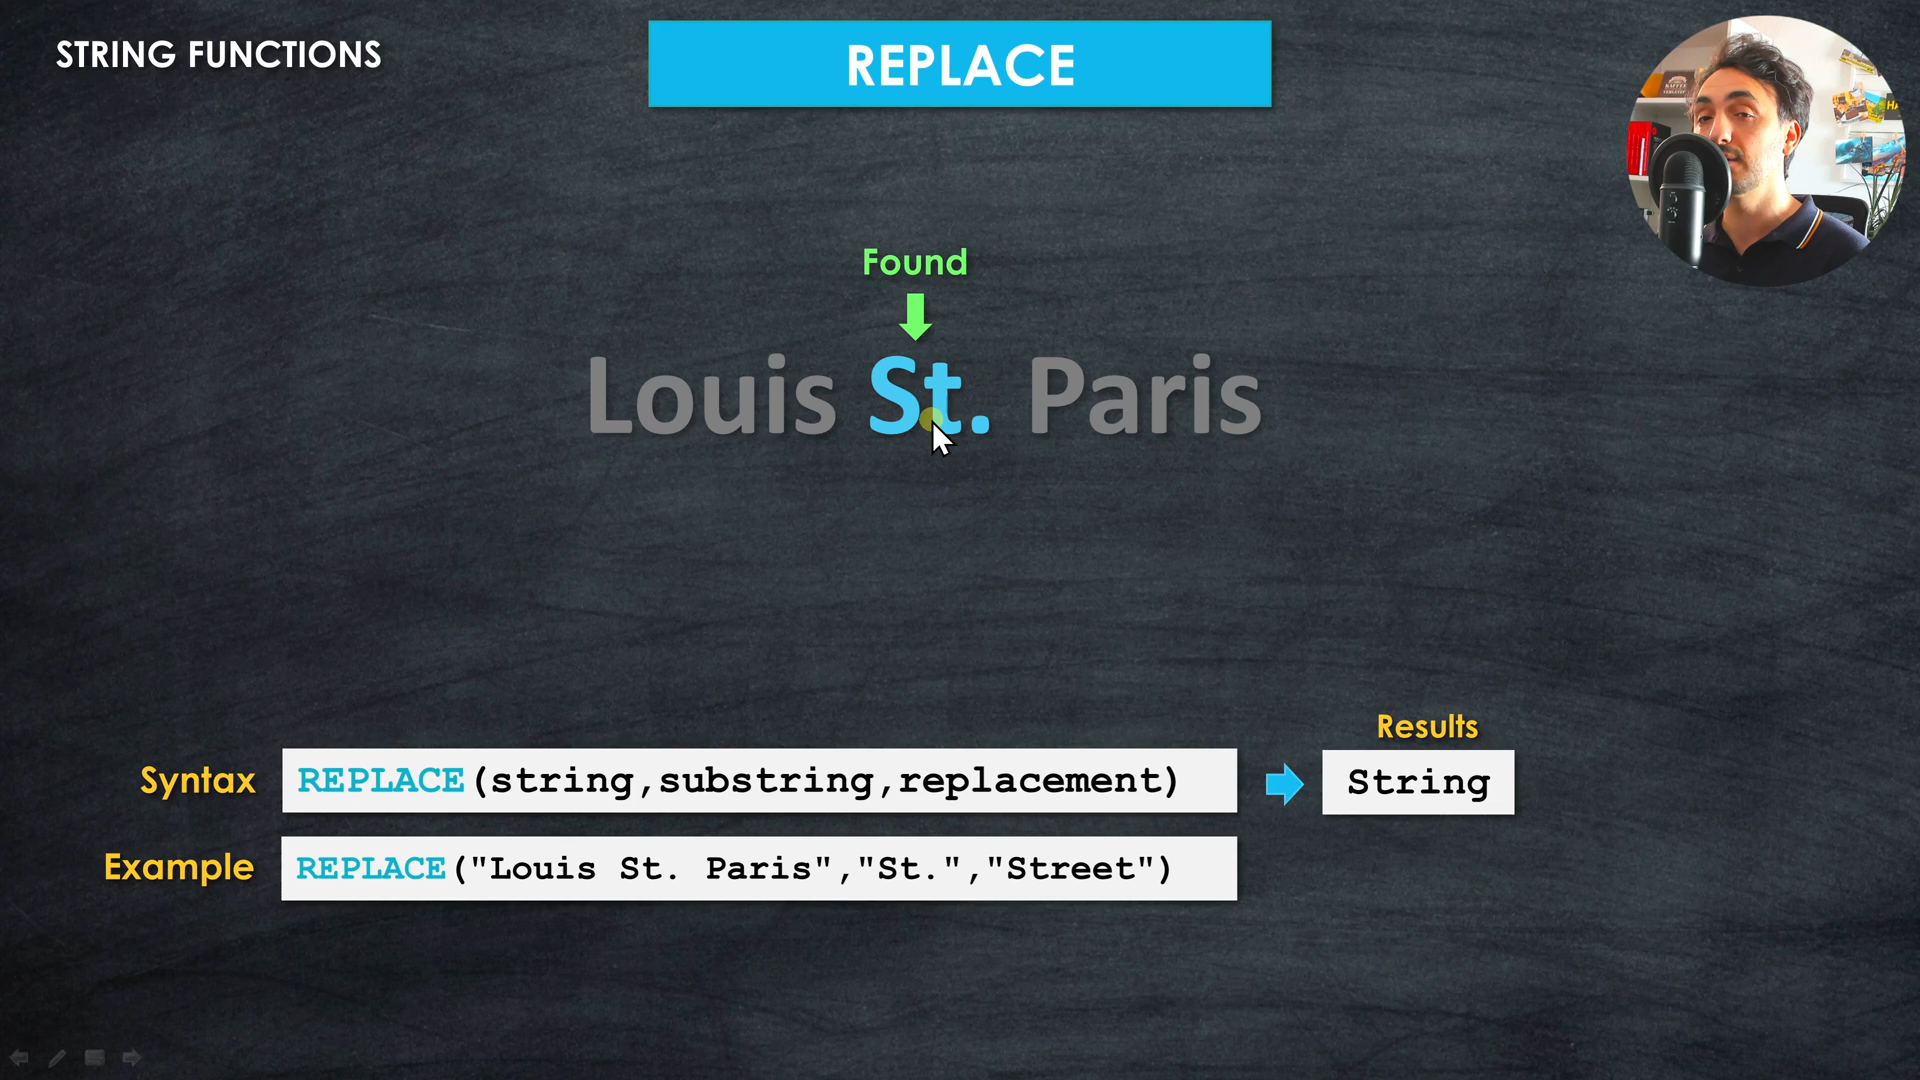 STRING FUNCTIONS
REPLACE
Found
Louis St. Paris
Results
Syntax
REPLACE(string,substring,replacement)
String
Example
REPLACE("Louis St. Paris","St.","Street")